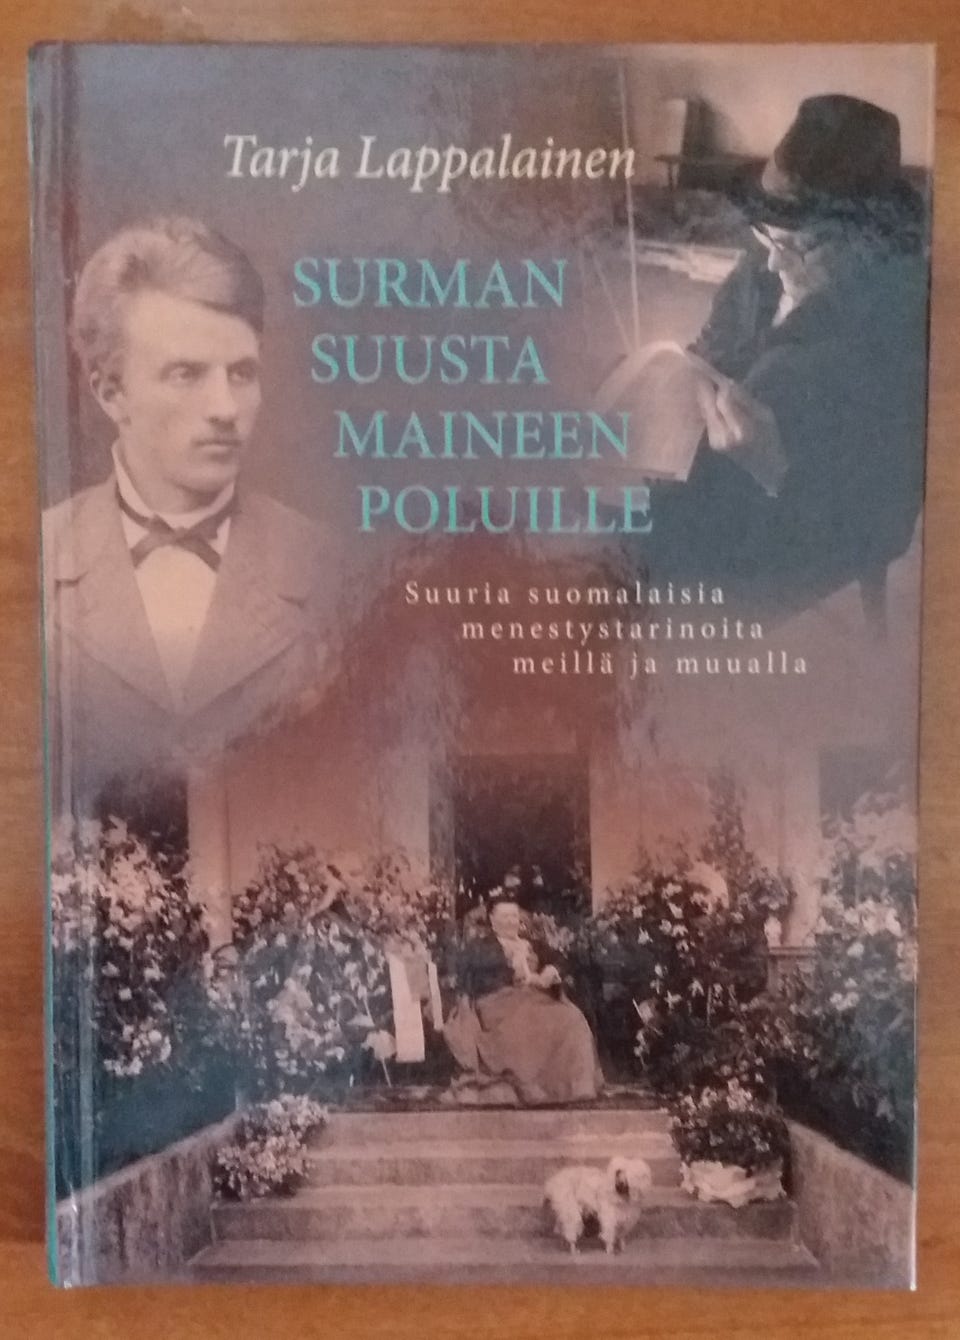 Tarja Lappalainen
SURMAN
SUUSTA
MAINEEN
POLUILLE
Suuria suomalaisia
menestystarinoita
meillä ja muualla